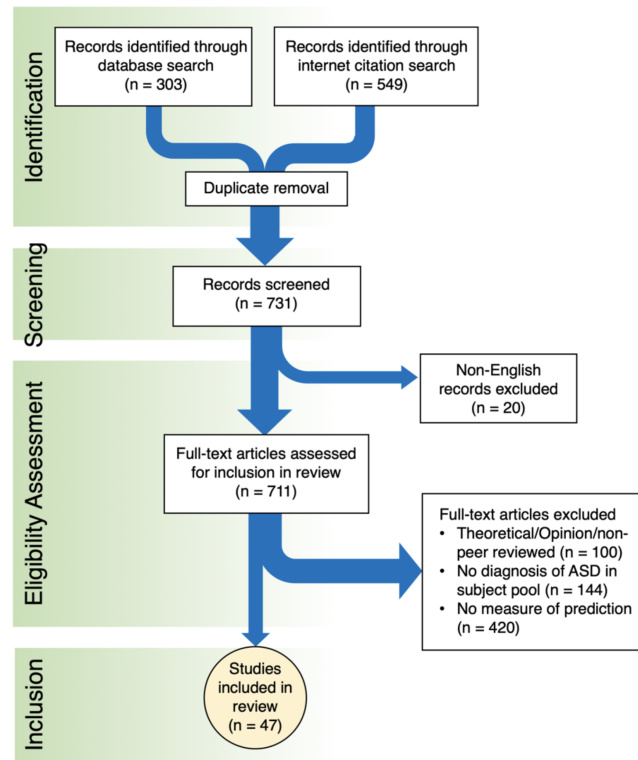 Identification
Records identified through
database search
(n = 303)
Records identified through
internet citation search
(n = 549)
Duplicate removal
Screening
Records screened
(n = 731)
Non-English
records excluded
(n = 20)
Eligibility Assessment
Full-text articles assessed
for inclusion in review
(n = 711)
Full-text articles excluded
• Theoretical/Opinion/non-
peer reviewed (n = 100)
• No diagnosis of ASD in
subject pool (n = 144)
• No measure of prediction
(n = 420)
Inclusion
Studies
included in
review
(n = 47)